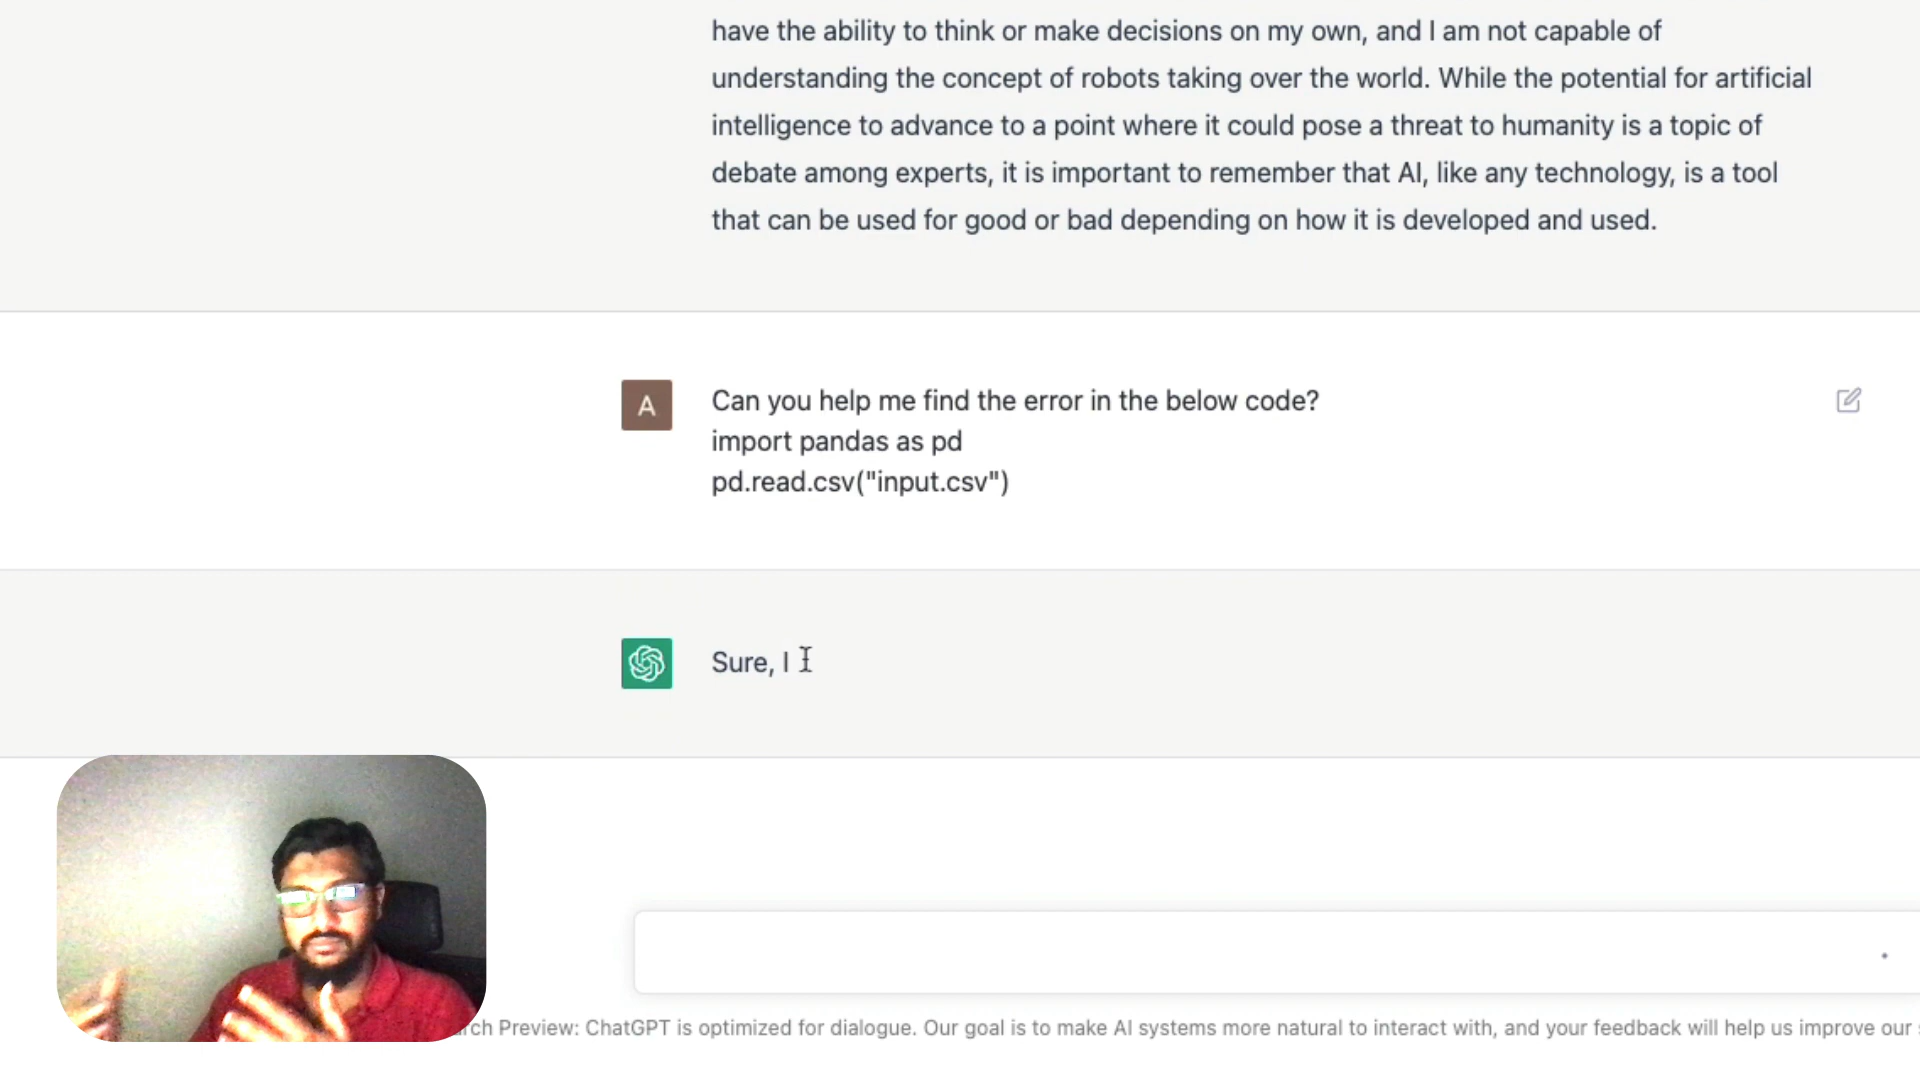 have the ability to think or make decisions on my own, and I am not capable of
understanding the concept of robots taking over the world. While the potential for artificial
intelligence to advance to a point where it could pose a threat to humanity is a topic of
debate among experts, it is important to remember that AI, like any technology, is a tool
that can be used for good or bad depending on how it is developed and used.
A
Can you help me find the error in the below code?
import pandas as pd
pd.read.csv("input.csv")
Sure, I
Preview: ChatGPT is optimized for dialogue. Our goal is to make AI systems more natural to interact with, and your feedback will help us improve our